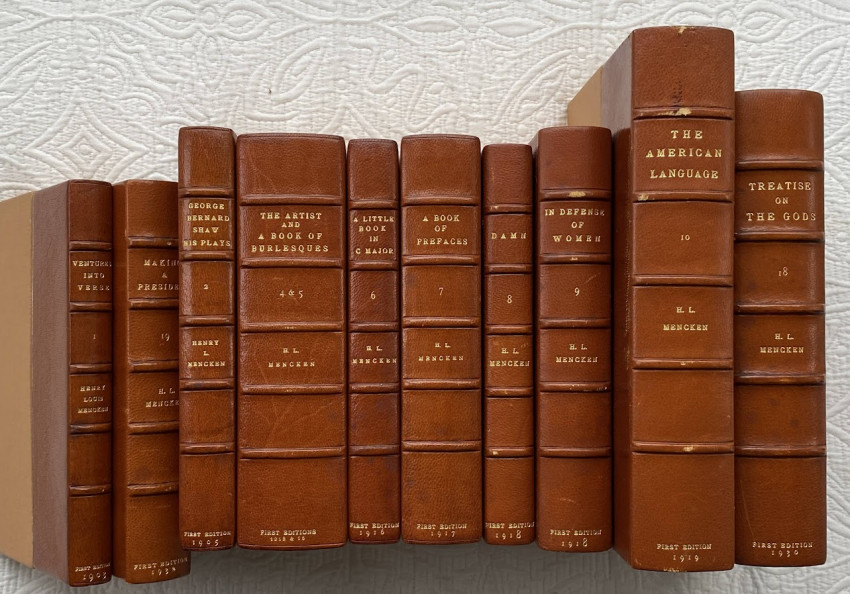 VENTURES
INTO
VERSE
1
HENRY
LOUIS
MENCKEN
FIRST EDITION
1903
MAKING
A
PRESIDE
19
H. L.
MENCKE
FIRST EDITION
1932
GEORGE
BERNARD
SHAW
HIS PLAYS
2
HENRY
L.
MENCKEN
FIRST EDITION
1905
THE ARTIST
AND
A BOOK OF
BURLESQUES
4 & 5
H. L.
MENCKEN
FIRST EDITIONS
A LITTLE
BOOK
IN
C MAJOR
6
H. L.
MENCKEN
FIRST EDITION
1916
A BOOK
OF
PREFACES
7
H. L.
MENCKEN
FIRST EDITION
1917
DAMN
8
H. L.
MENCKEN
FIRST EDITION
1918
IN DEFENSE
OF
WOMEN
9
H. L.
MENCKEN
FIRST EDITION
1918
THE
AMERICAN
LANGUAGE
10
H. L.
MENCKEN
FIRST EDITION
1919
TREATISE
ON
THE GODS
18
H. L.
MENCKEN
FIRST EDITION
1930